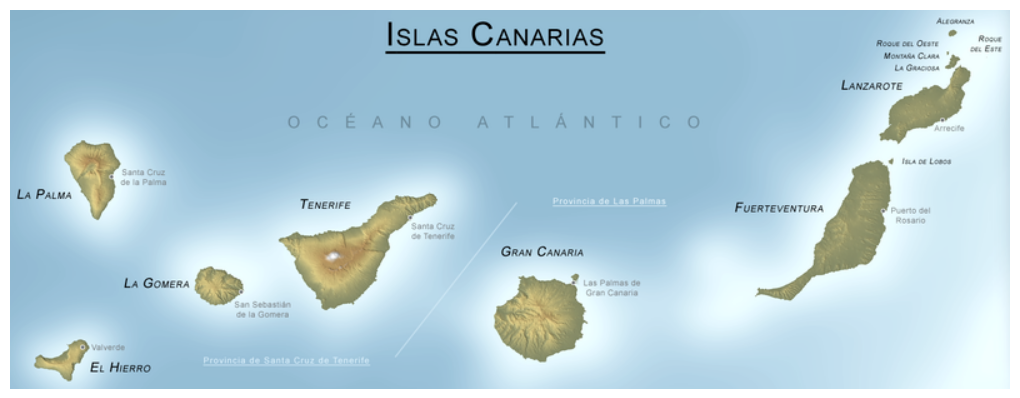 ISLAS CANARIAS
ALEGRANZA
ROQUE DEL OESTE
ROQUE
DEL ESTE
MONTAÑA CLARA
LA GRACIOSA
LANZAROTE
OCÉANO ATLÁNTICO
Arrecife
ISLA DE LOBOS
Santa Cruz
de la Palma
LA PALMA
TENERIFE
Provincia de Las Palmas
FUERTEVENTURA
Puerto del
Rosario
Santa Cruz
de Tenerife
GRAN CANARIA
LA GOMERA
Las Palmas de
Gran Canaria
San Sebastián
de la Gomera
Valverde
EL HIERRO
Provincia de Santa Cruz de Tenerife